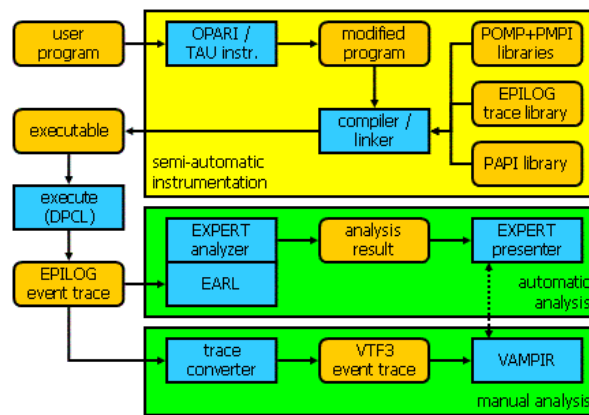 user
program
OPARI /
TAU instr.
modified
program
POMP+PMPI
libraries
EPILOG
trace library
PAPI library
executable
compiler /
linker
semi-automatic
instrumentation
execute
(DPCL)
EXPERT
analyzer
EARL
analysis
result
EXPERT
presenter
automatic
analysis
EPILOG
event trace
trace
converter
VTF3
event trace
VAMPIR
manual analysis